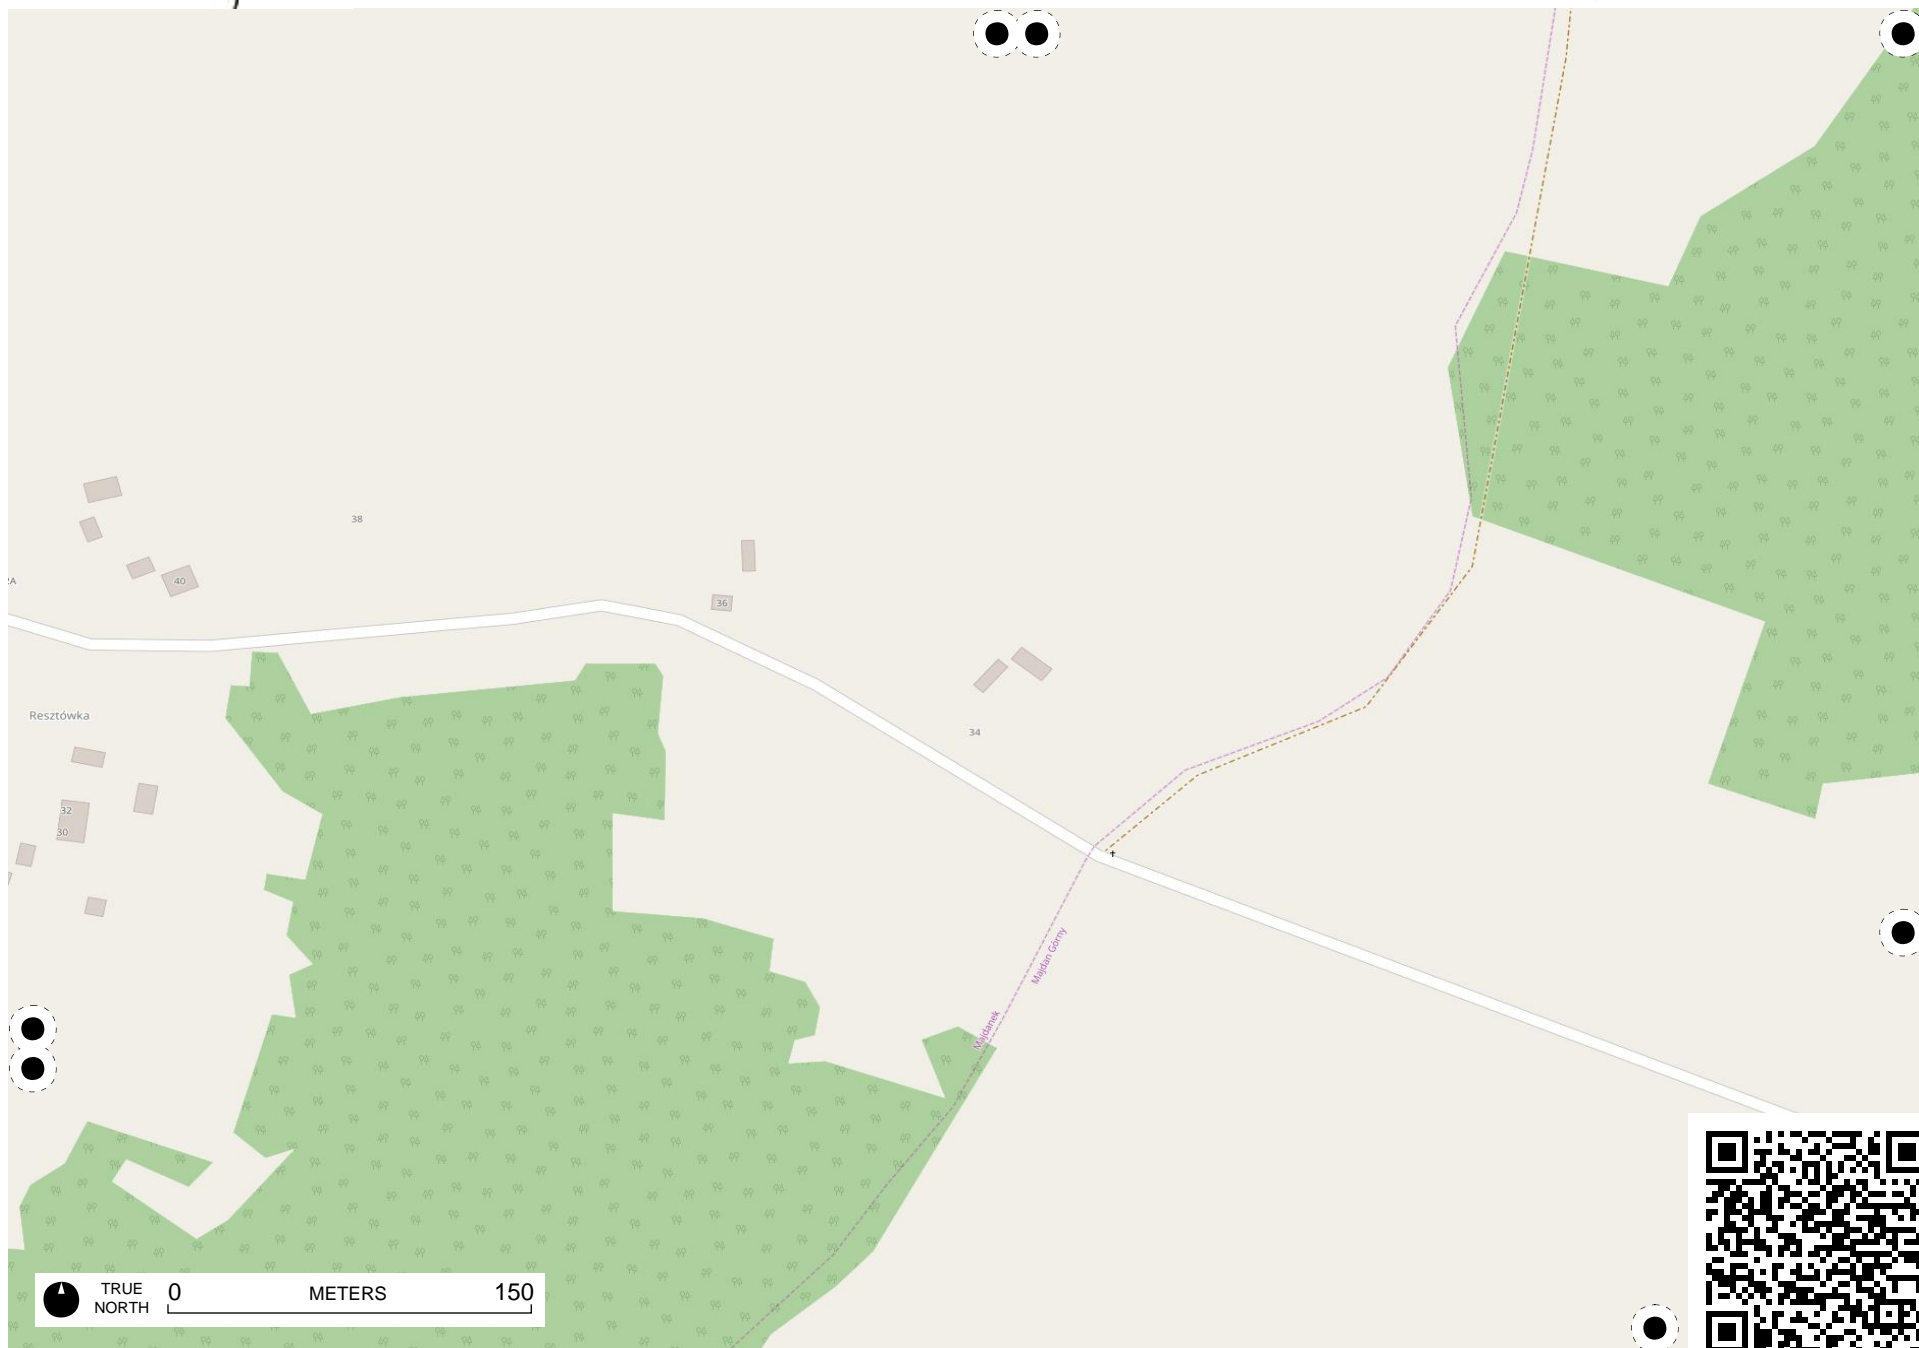 38
40
36
34
Resztówka
32
30
Majdan Górny
Majdanek
TRUE
NORTH
0 METERS 150